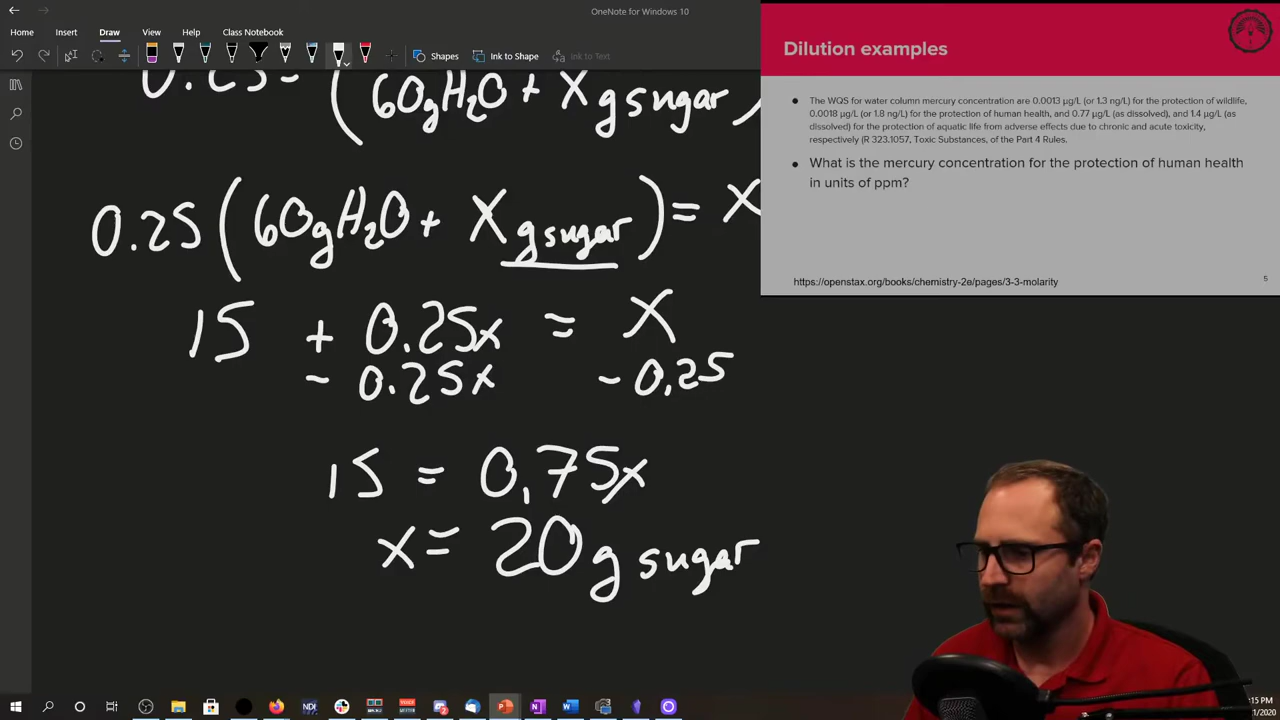 OneNote for Windows 10
Home Insert Draw View Help Class Notebook
Shapes Ink to Shape Ink to Text
0.25 = (60gH2O + X g sugar)
0.25 (60gH2O + X g sugar) = X
15 + 0.25x = X
- 0.25x - 0.25
15 = 0.75x
x = 20g sugar
Dilution examples
• The WQS for water column mercury concentration are 0.0013 µg/L (or 1.3 ng/L) for the protection of wildlife,
0.0018 µg/L (or 1.8 ng/L) for the protection of human health, and 0.77 µg/L (as dissolved), and 1.4 µg/L (as
dissolved) for the protection of aquatic life from adverse effects due to chronic and acute toxicity,
respectively (R 323.1057, Toxic Substances, of the Part 4 Rules.
• What is the mercury concentration for the protection of human health
in units of ppm?
https://openstax.org/books/chemistry-2e/pages/3-3-molarity
5
:15 PM
1/2020